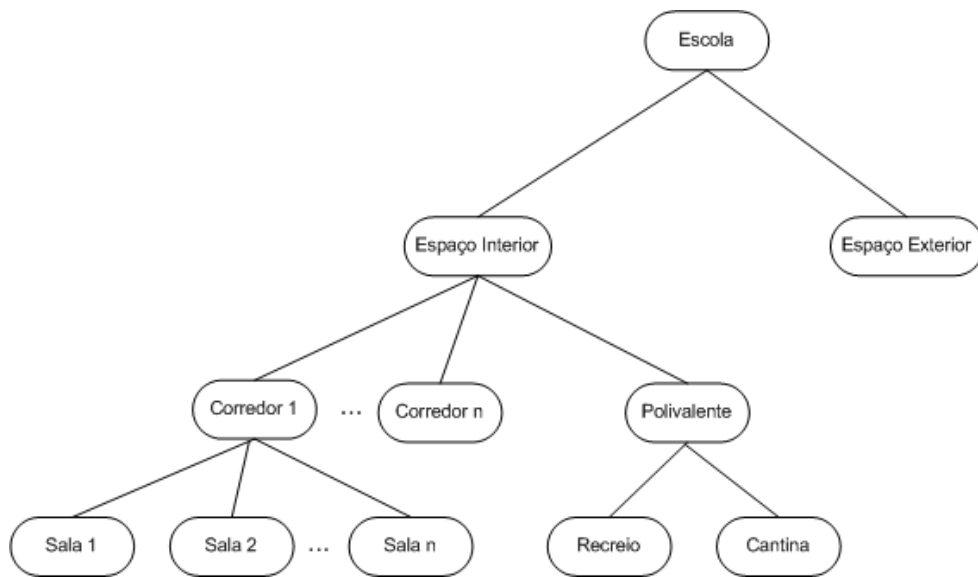 Escola
Espaço Interior
Espaço Exterior
Corredor 1
...
Corredor n
Polivalente
Sala 1
Sala 2
...
Sala n
Recreio
Cantina